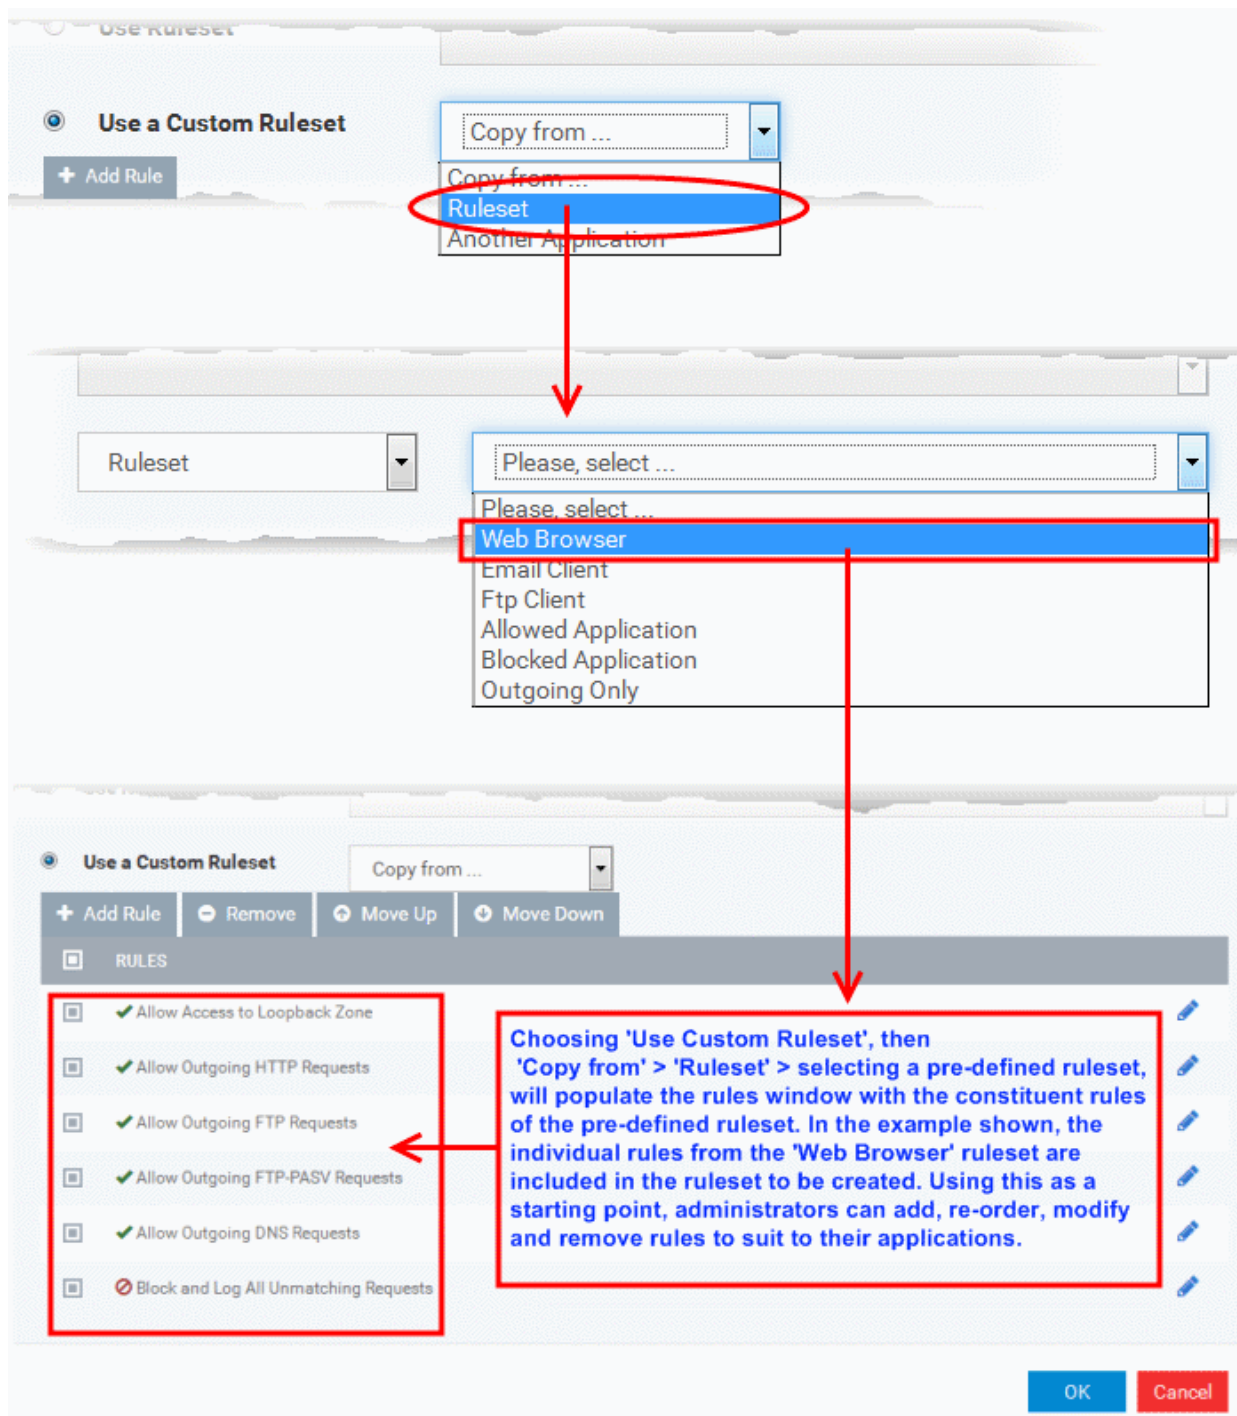 Use Ruleset
Use a Custom Ruleset
Copy from ...
Add Rule
Copy from ...
Ruleset
Another Application
Ruleset
Please, select ...
Please, select ...
Web Browser
Email Client
Ftp Client
Allowed Application
Blocked Application
Outgoing Only
Use a Custom Ruleset
Copy from ...
Add Rule Remove Move Up Move Down
RULES
Allow Access to Loopback Zone
Allow Outgoing HTTP Requests
Allow Outgoing FTP Requests
Allow Outgoing FTP-PASV Requests
Allow Outgoing DNS Requests
Block and Log All Unmatching Requests
Choosing 'Use Custom Ruleset', then
'Copy from' > 'Ruleset' > selecting a pre-defined ruleset,
will populate the rules window with the constituent rules
of the pre-defined ruleset. In the example shown, the
individual rules from the 'Web Browser' ruleset are
included in the ruleset to be created. Using this as a
starting point, administrators can add, re-order, modify
and remove rules to suit to their applications.
OK
Cancel